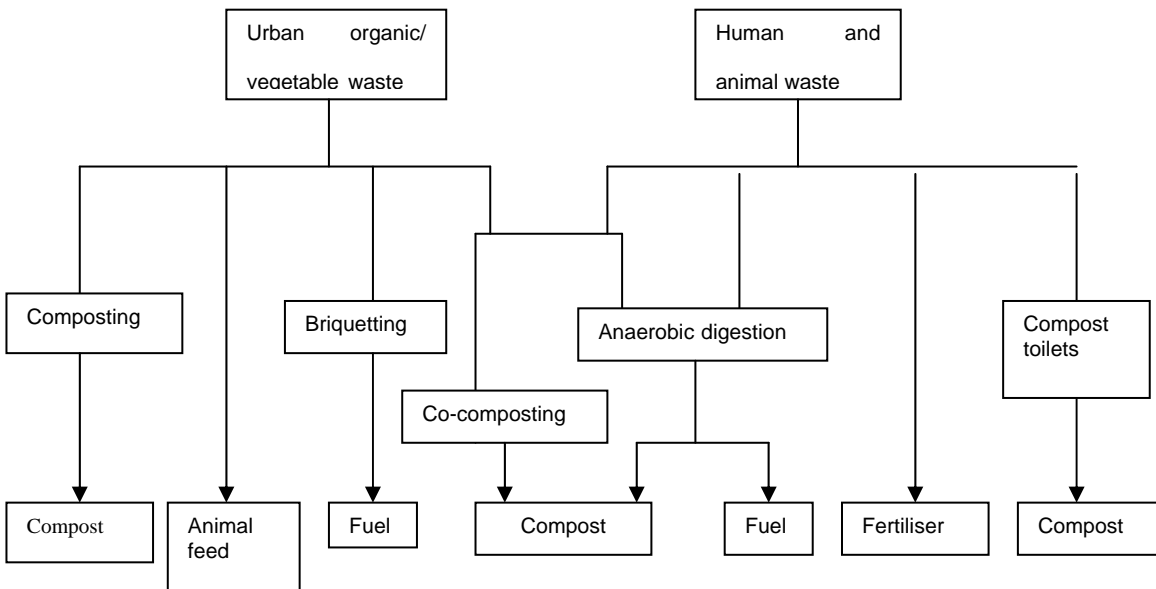 Urban organic/
vegetable waste
Human and
animal waste
Composting
Briquetting
Anaerobic digestion
Compost
toilets
Co-composting
Compost
Animal
feed
Fuel
Compost
Fuel
Fertiliser
Compost